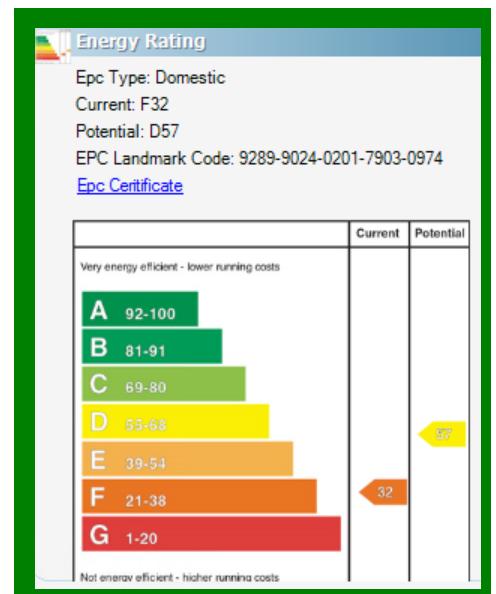 Energy Rating
Epc Type: Domestic
Current: F32
Potential: D57
EPC Landmark Code: 9289-9024-0201-7903-0974
Epc Ceritificate
Current Potential
Very energy efficient - lower running costs
A 92-100
B 81-91
C 69-80
D 55-68
57
E 39-54
F 21-38
32
G 1-20
Not energy efficient - higher running costs